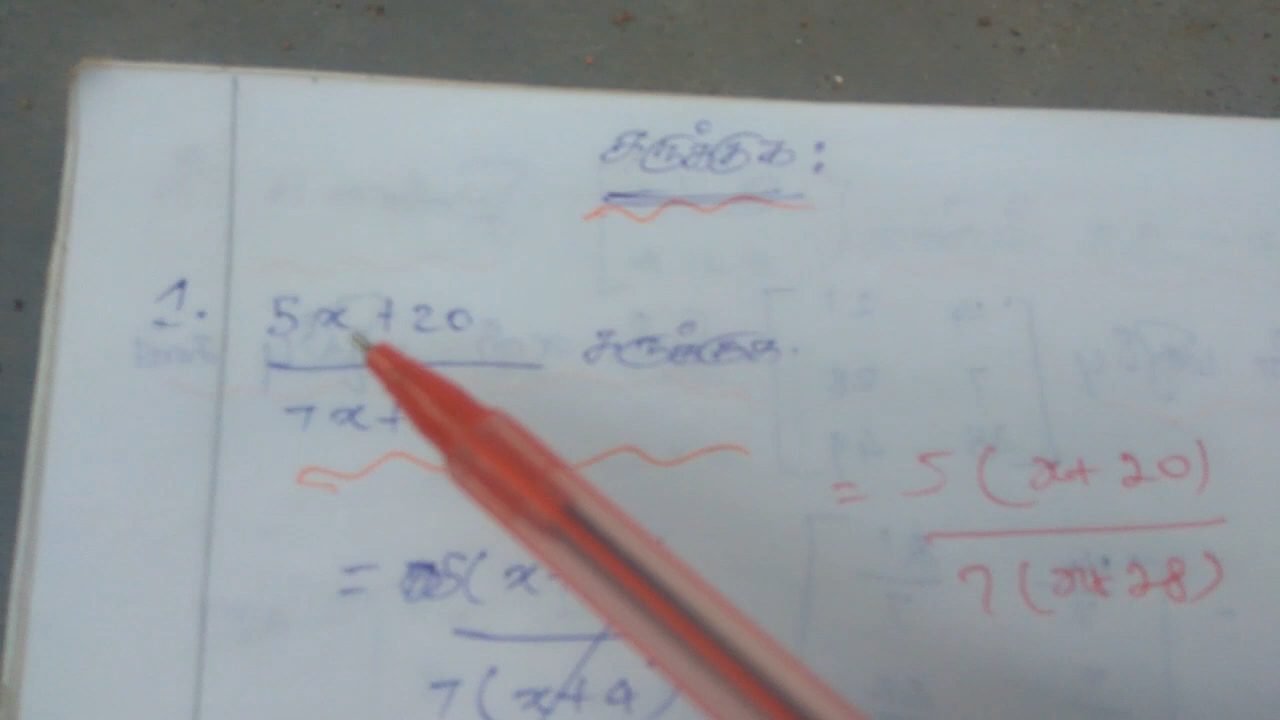 சுருக்குக :
1. 5x + 20
7x+
சுருக்குக.
= 5 (x + 20)
7 (x + 28)
= 5( x
7 ( x + 4 )